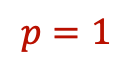 p = 1